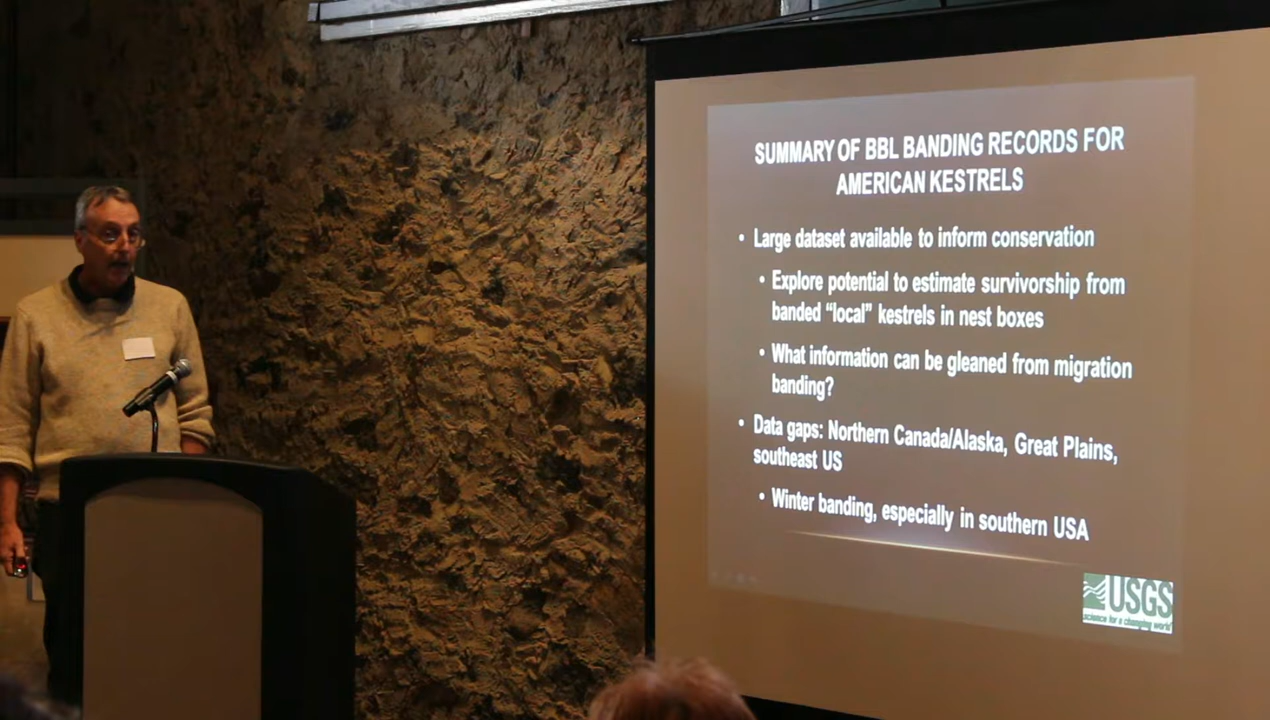 SUMMARY OF BBL BANDING RECORDS FOR
AMERICAN KESTRELS
• Large dataset available to inform conservation
• Explore potential to estimate survivorship from
banded “local” kestrels in nest boxes
• What information can be gleaned from migration
banding?
• Data gaps: Northern Canada/Alaska, Great Plains,
southeast US
• Winter banding, especially in southern USA
USGS
science for a changing world